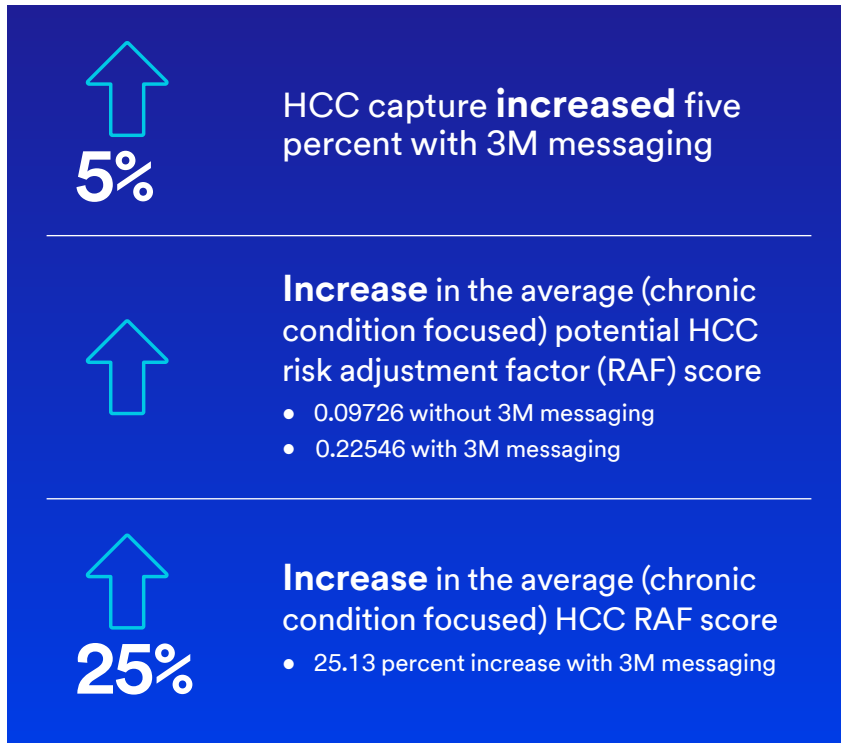 5%
HCC capture increased five
percent with 3M messaging
Increase in the average (chronic
condition focused) potential HCC
risk adjustment factor (RAF) score
• 0.09726 without 3M messaging
• 0.22546 with 3M messaging
25%
Increase in the average (chronic
condition focused) HCC RAF score
• 25.13 percent increase with 3M messaging